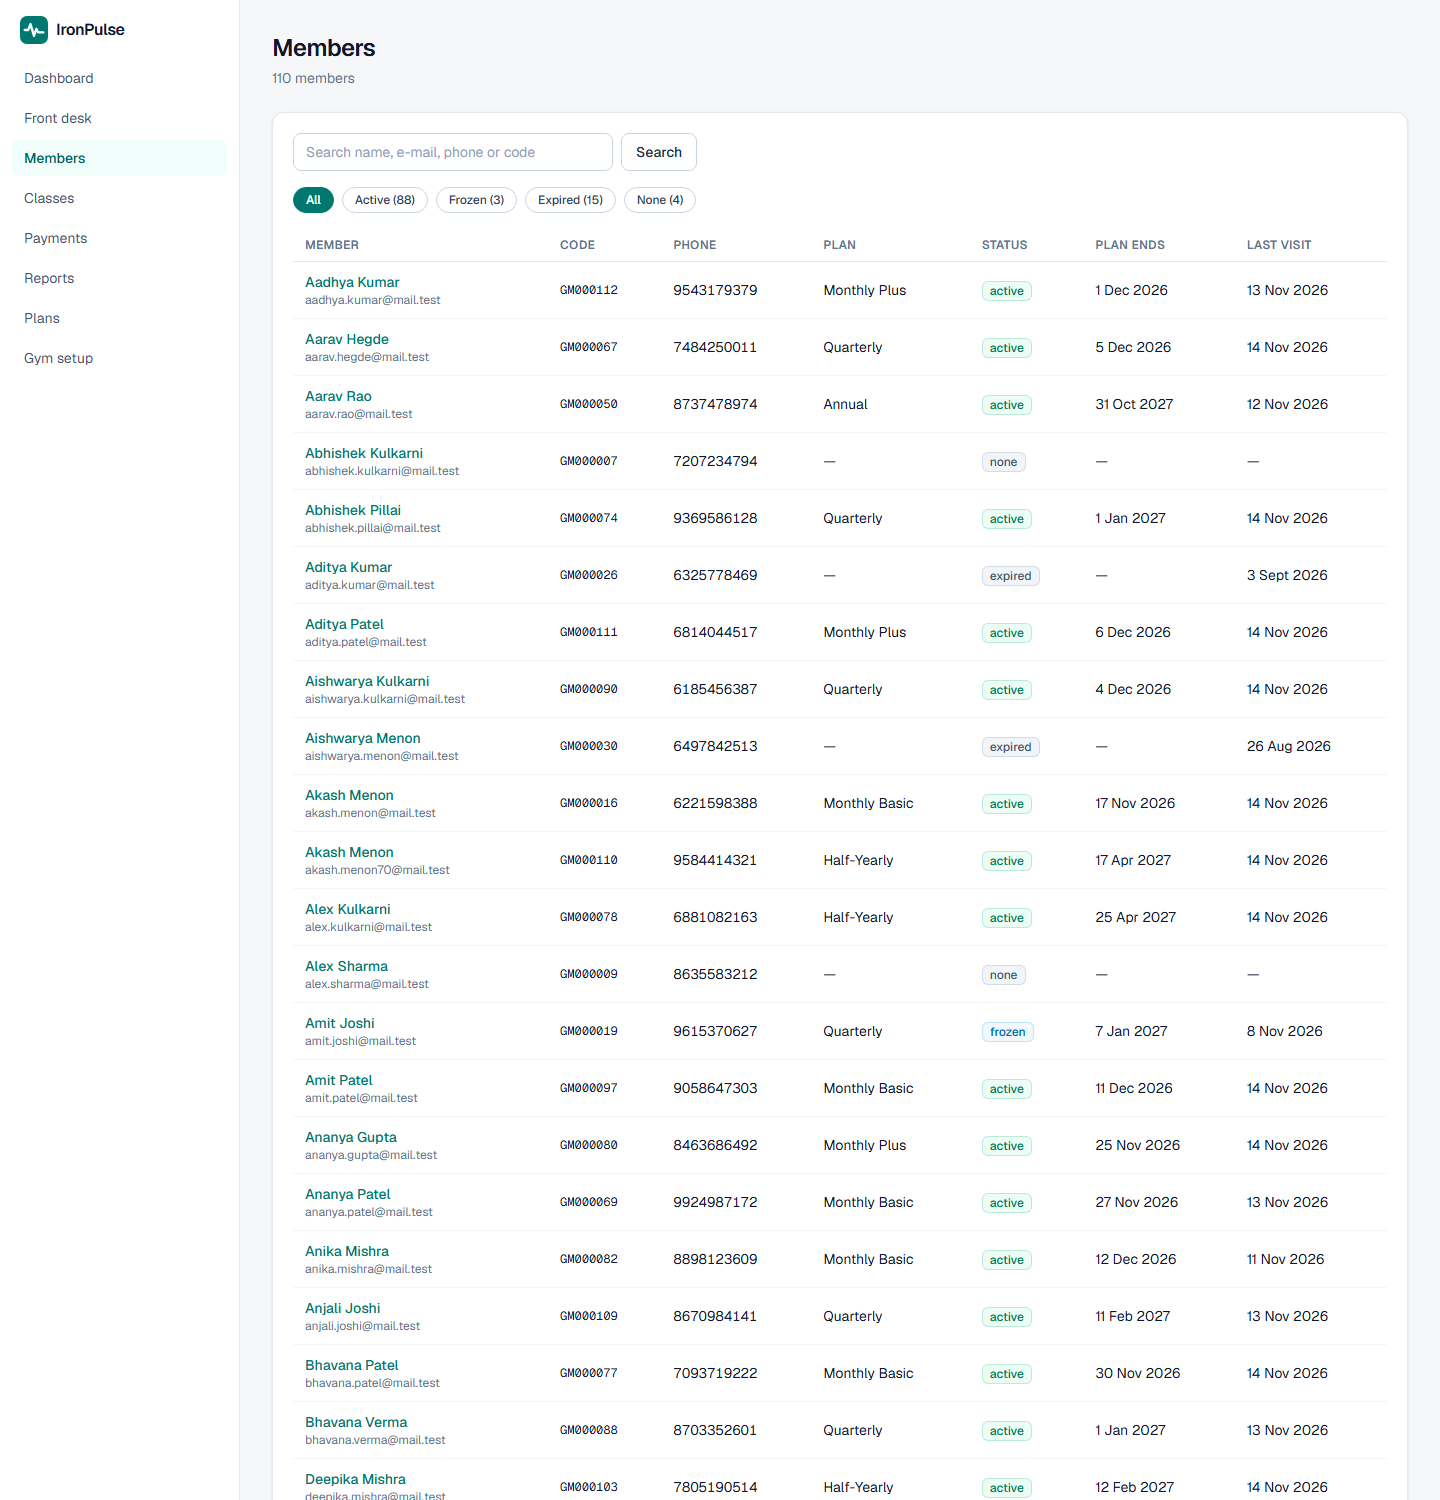 IronPulse
Dashboard
Front desk
Members
Classes
Payments
Reports
Plans
Gym setup
Members
110 members
Search name, e-mail, phone or code
Search
All
Active (88)
Frozen (3)
Expired (15)
None (4)
MEMBER CODE PHONE PLAN STATUS PLAN ENDS LAST VISIT
Aadhya Kumar
aadhya.kumar@mail.test
GM000112 9543179379 Monthly Plus active 1 Dec 2026 13 Nov 2026
Aarav Hegde
aarav.hegde@mail.test
GM000067 7484250011 Quarterly active 5 Dec 2026 14 Nov 2026
Aarav Rao
aarav.rao@mail.test
GM000050 8737478974 Annual active 31 Oct 2027 12 Nov 2026
Abhishek Kulkarni
abhishek.kulkarni@mail.test
GM000007 7207234794 — none — —
Abhishek Pillai
abhishek.pillai@mail.test
GM000074 9369586128 Quarterly active 1 Jan 2027 14 Nov 2026
Aditya Kumar
aditya.kumar@mail.test
GM000026 6325778469 — expired — 3 Sept 2026
Aditya Patel
aditya.patel@mail.test
GM000111 6814044517 Monthly Plus active 6 Dec 2026 14 Nov 2026
Aishwarya Kulkarni
aishwarya.kulkarni@mail.test
GM000090 6185456387 Quarterly active 4 Dec 2026 14 Nov 2026
Aishwarya Menon
aishwarya.menon@mail.test
GM000030 6497842513 — expired — 26 Aug 2026
Akash Menon
akash.menon@mail.test
GM000016 6221598388 Monthly Basic active 17 Nov 2026 14 Nov 2026
Akash Menon
akash.menon70@mail.test
GM000110 9584414321 Half-Yearly active 17 Apr 2027 14 Nov 2026
Alex Kulkarni
alex.kulkarni@mail.test
GM000078 6881082163 Half-Yearly active 25 Apr 2027 14 Nov 2026
Alex Sharma
alex.sharma@mail.test
GM000009 8635583212 — none — —
Amit Joshi
amit.joshi@mail.test
GM000019 9615370627 Quarterly frozen 7 Jan 2027 8 Nov 2026
Amit Patel
amit.patel@mail.test
GM000097 9058647303 Monthly Basic active 11 Dec 2026 14 Nov 2026
Ananya Gupta
ananya.gupta@mail.test
GM000080 8463686492 Monthly Plus active 25 Nov 2026 14 Nov 2026
Ananya Patel
ananya.patel@mail.test
GM000069 9924987172 Monthly Basic active 27 Nov 2026 13 Nov 2026
Anika Mishra
anika.mishra@mail.test
GM000082 8898123609 Monthly Basic active 12 Dec 2026 11 Nov 2026
Anjali Joshi
anjali.joshi@mail.test
GM000109 8670984141 Quarterly active 11 Feb 2027 13 Nov 2026
Bhavana Patel
bhavana.patel@mail.test
GM000077 7093719222 Monthly Basic active 30 Nov 2026 14 Nov 2026
Bhavana Verma
bhavana.verma@mail.test
GM000088 8703352601 Quarterly active 1 Jan 2027 13 Nov 2026
Deepika Mishra
deepika.mishra@mail.test
GM000103 7805190514 Half-Yearly active 12 Feb 2027 14 Nov 2026